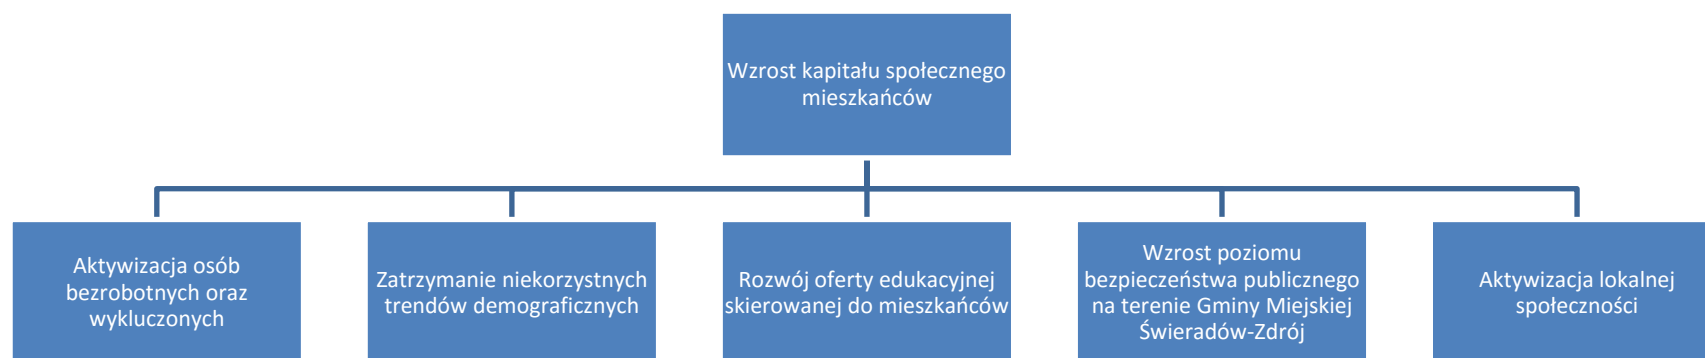 Wzrost kapitału społecznego
mieszkańców
Aktywizacja osób
bezrobotnych oraz
wykluczonych
Zatrzymanie niekorzystnych
trendów demograficznych
Rozwój oferty edukacyjnej
skierowanej do mieszkańców
Wzrost poziomu
bezpieczeństwa publicznego
na terenie Gminy Miejskiej
Świeradów-Zdrój
Aktywizacja lokalnej
społeczności